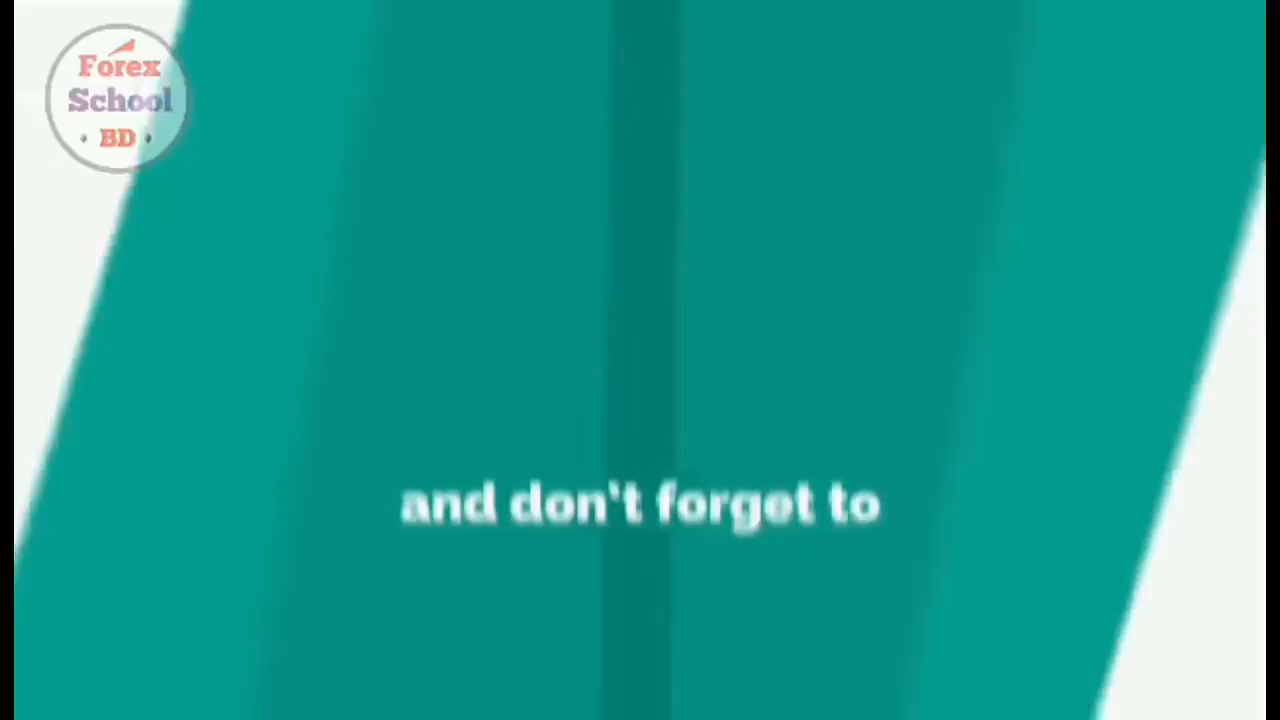 Forex
School
• BD •
and don't forget to